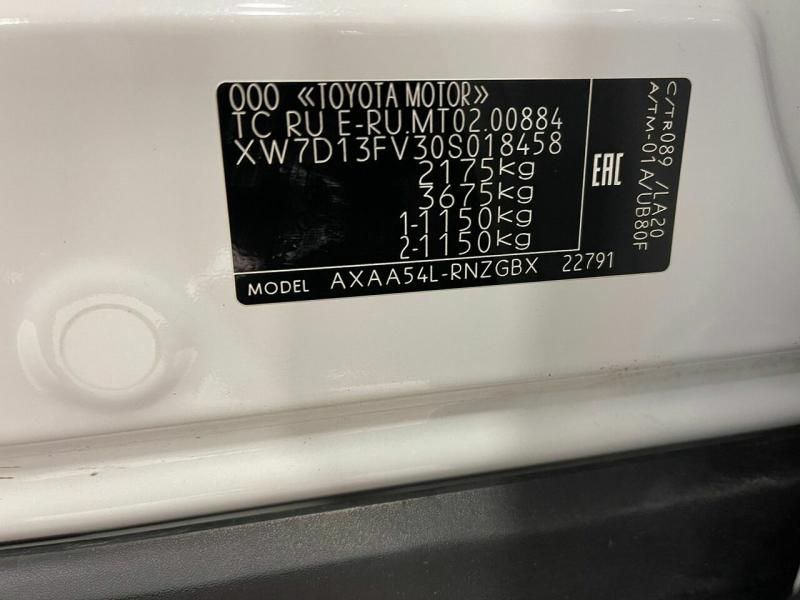 ООО «TOYOTA MOTOR»
TC RU E-RU.MT02.00884
XW7D13FV30S018458
2175kg
3675kg
1-1150kg
2-1150kg
MODEL AXAA54L-RNZGBX 22791
EAC
C/TR089 /LA20
A/TM-01A/UB80F